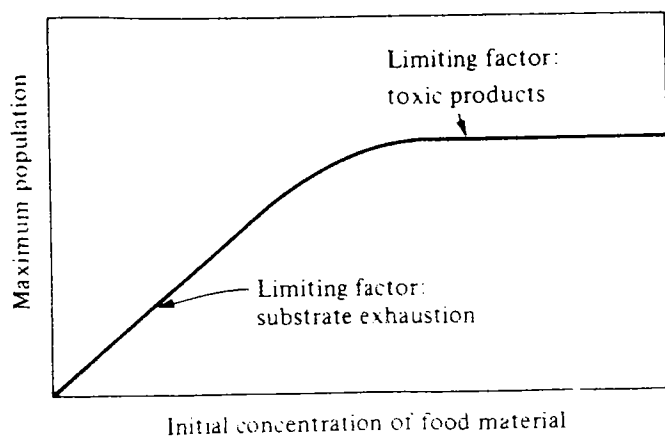 Limiting factor:
toxic products
Maximum population
Limiting factor:
substrate exhaustion
Initial concentration of food material